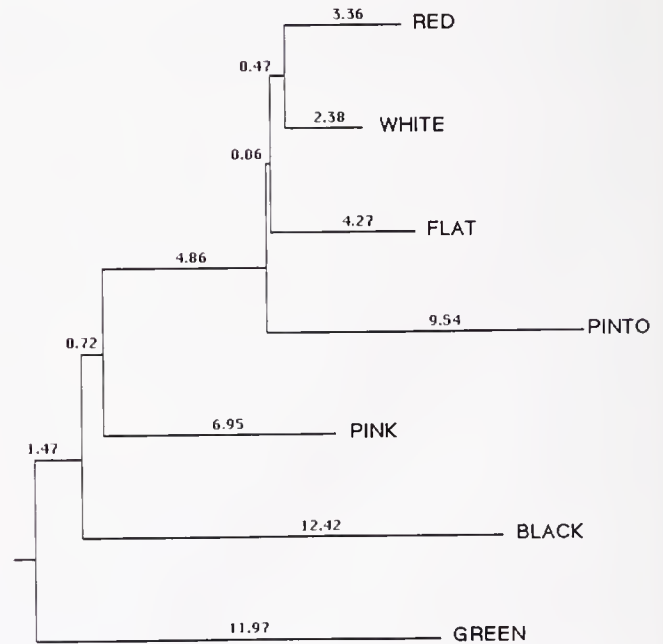 3.36
RED
0.47
2.38
WHITE
0.06
4.27
FLAT
4.86
9.54
PINTO
0.72
6.95
PINK
1.47
12.42
BLACK
11.97
GREEN